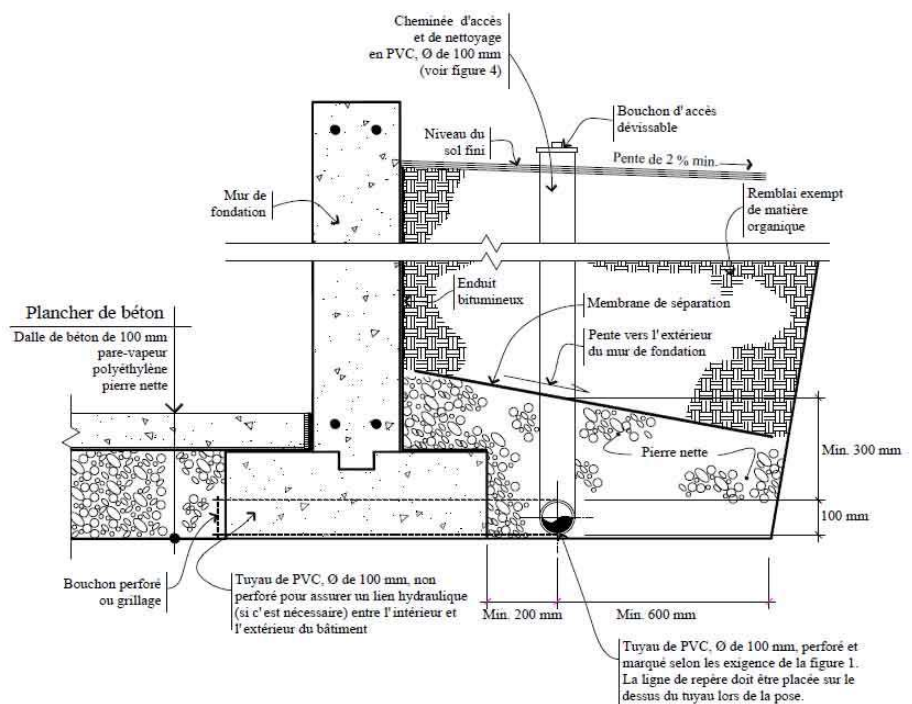 Cheminée d'accès
et de nettoyage
en PVC, Ø de 100 mm
(voir figure 4)
Bouchon d'accès
dévissable
Niveau du
sol fini
Pente de 2 % min.
Mur de
fondation
Remblai exempt
de matière
organique
Enduit
bitumineux
Membrane de séparation
Pente vers l'extérieur
du mur de fondation
Plancher de béton
Dalle de béton de 100 mm
pare-vapeur
polyéthylène
pierre nette
Pierre nette
Min. 300 mm
100 mm
Bouchon perforé
ou grillage
Tuyau de PVC, Ø de 100 mm, non
perforé pour assurer un lien hydraulique
(si c'est nécessaire) entre l'intérieur et
l'extérieur du bâtiment
Min. 200 mm
Min. 600 mm
Tuyau de PVC, Ø de 100 mm, perforé et
marqué selon les exigence de la figure 1.
La ligne de repère doit être placée sur le
dessus du tuyau lors de la pose.